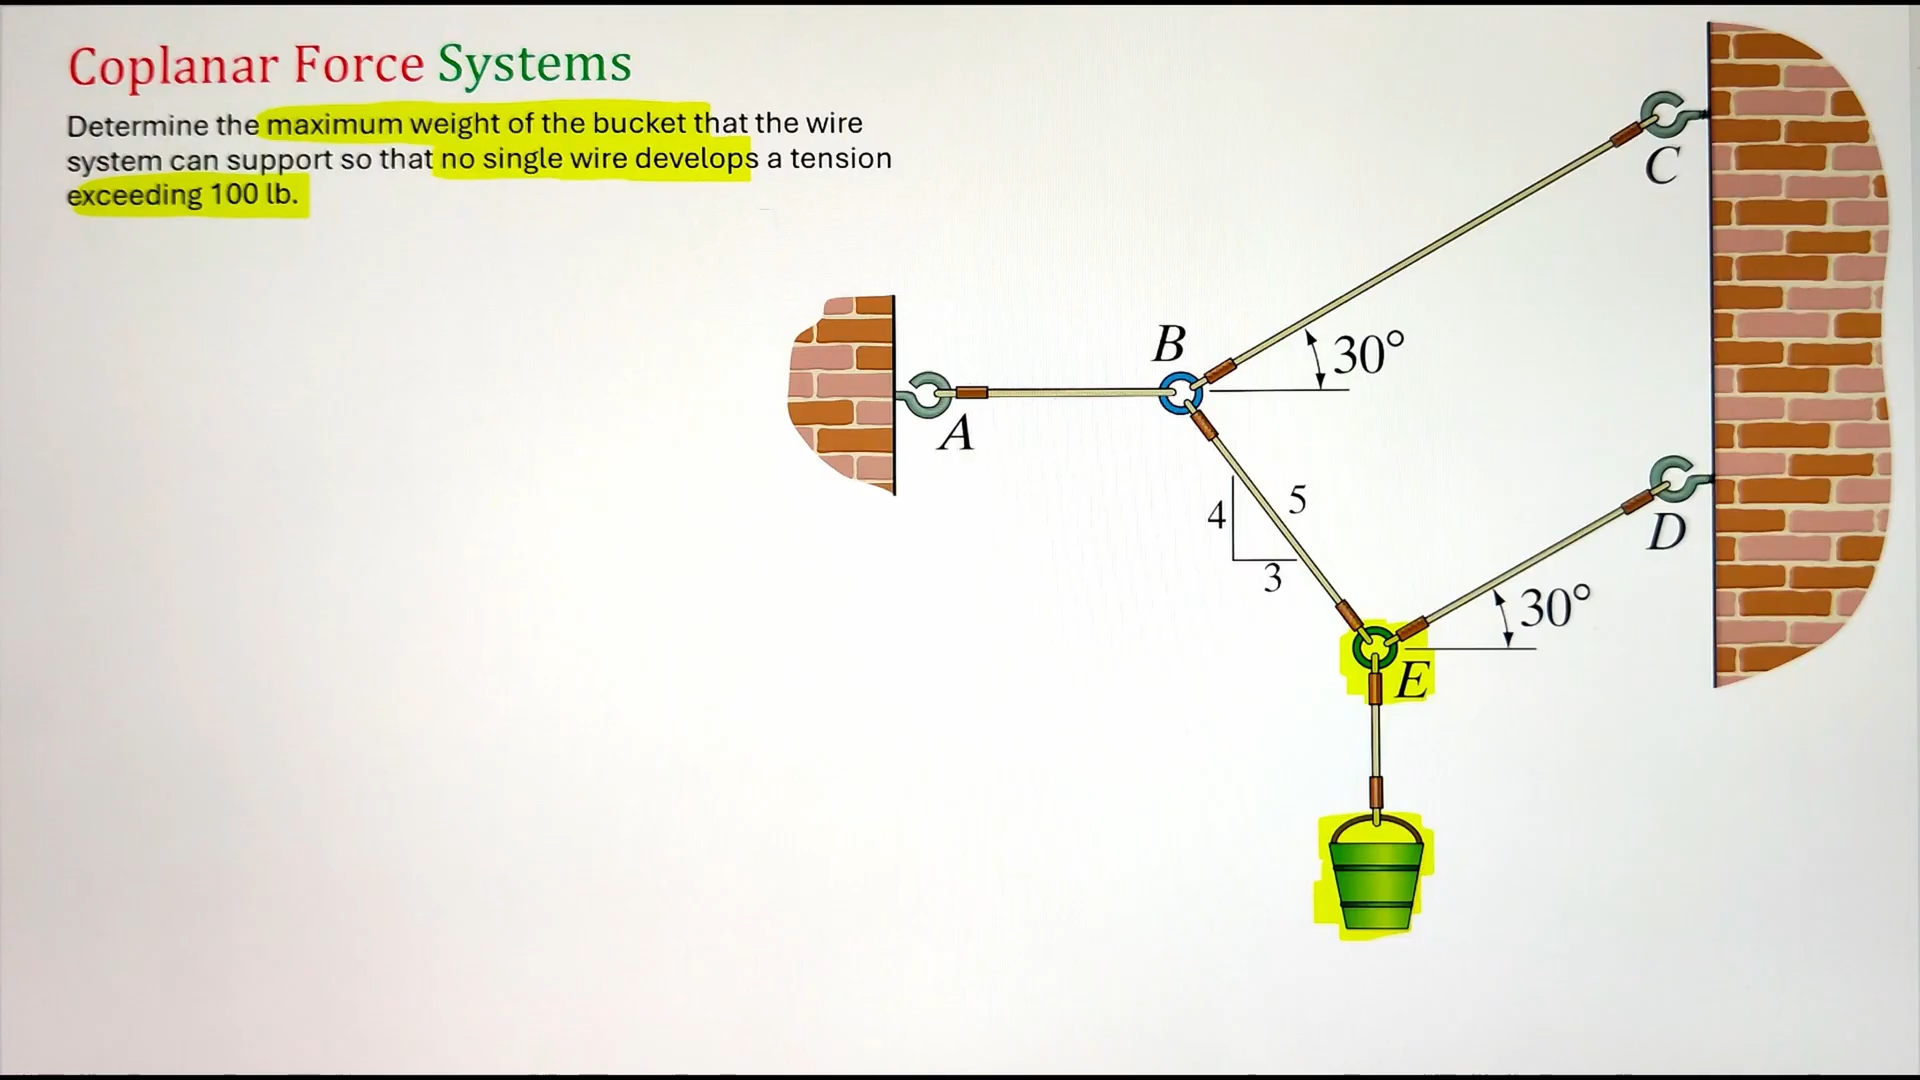 Coplanar Force Systems
Determine the maximum weight of the bucket that the wire
system can support so that no single wire develops a tension
exceeding 100 lb.
C
B
30°
A
5
4
D
3
30°
E